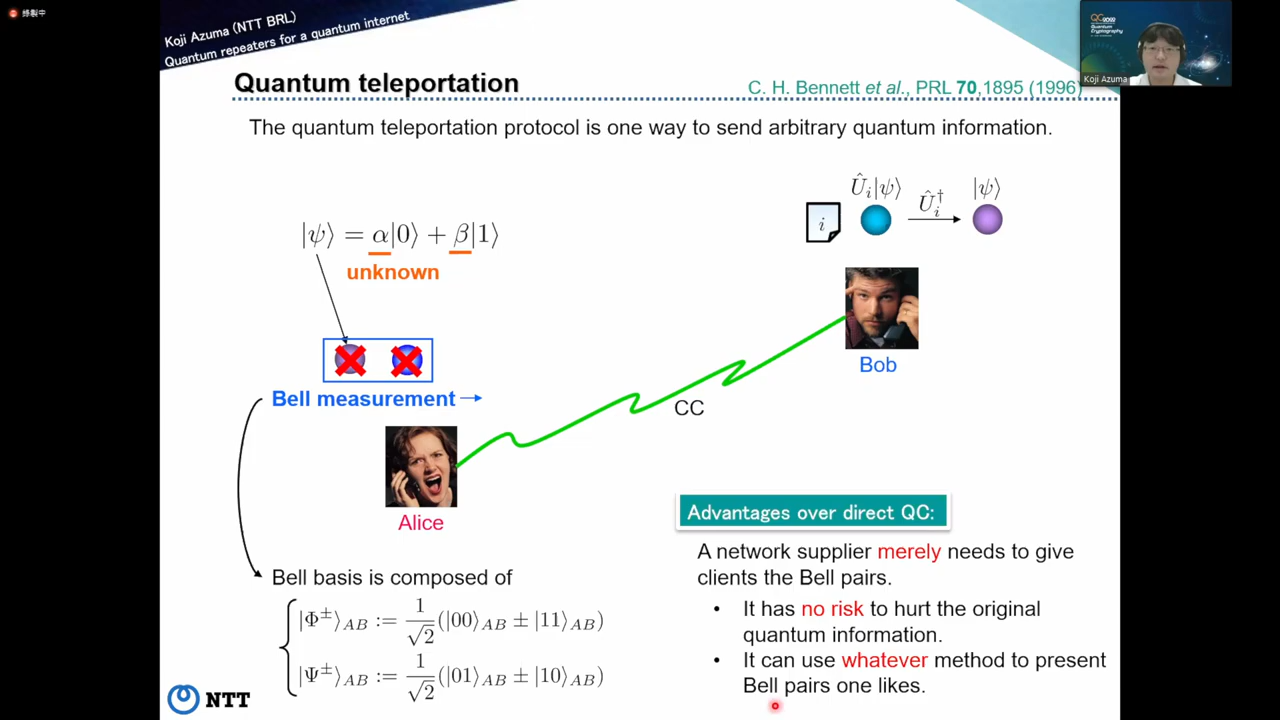 錄製中
Koji Azuma (NTT BRL)
Quantum repeaters for a quantum internet
Quantum teleportation
C. H. Bennett et al., PRL 70,1895 (1996)
The quantum teleportation protocol is one way to send arbitrary quantum information.
|ψ⟩ = α|0⟩ + β|1⟩
unknown
i
Û_i|ψ⟩
Û_i†
|ψ⟩
Bell measurement→
Alice
CC
Bob
Bell basis is composed of
|Φ±⟩_AB := 1/√2(|00⟩_AB ± |11⟩_AB)
|Ψ±⟩_AB := 1/√2(|01⟩_AB ± |10⟩_AB)
Advantages over direct QC:
A network supplier merely needs to give
clients the Bell pairs.
• It has no risk to hurt the original
quantum information.
• It can use whatever method to present
Bell pairs one likes.
NTT
Quantum
Cryptography
Koji Azuma